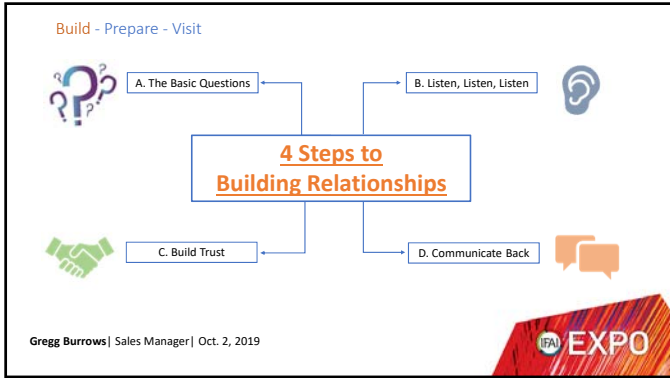 Build - Prepare - Visit
A. The Basic Questions
B. Listen, Listen, Listen
4 Steps to
Building Relationships
C. Build Trust
D. Communicate Back
Gregg Burrows| Sales Manager| Oct. 2, 2019
IFAI EXPO